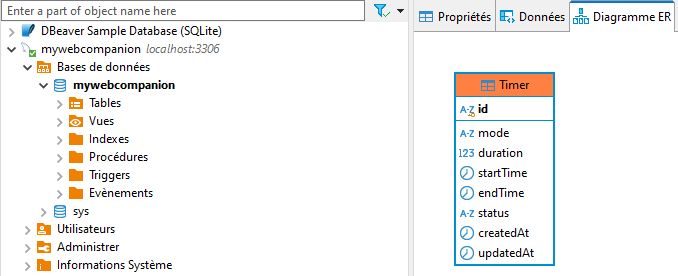 Enter a part of object name here
DBeaver Sample Database (SQLite)
mywebcompanion localhost:3306
Bases de données
mywebcompanion
Tables
Vues
Indexes
Procédures
Triggers
Evènements
sys
Utilisateurs
Administrer
Informations Système
Propriétés
Données
Diagramme ER
Timer
A-Z id
A-Z mode
123 duration
startTime
endTime
A-Z status
createdAt
updatedAt